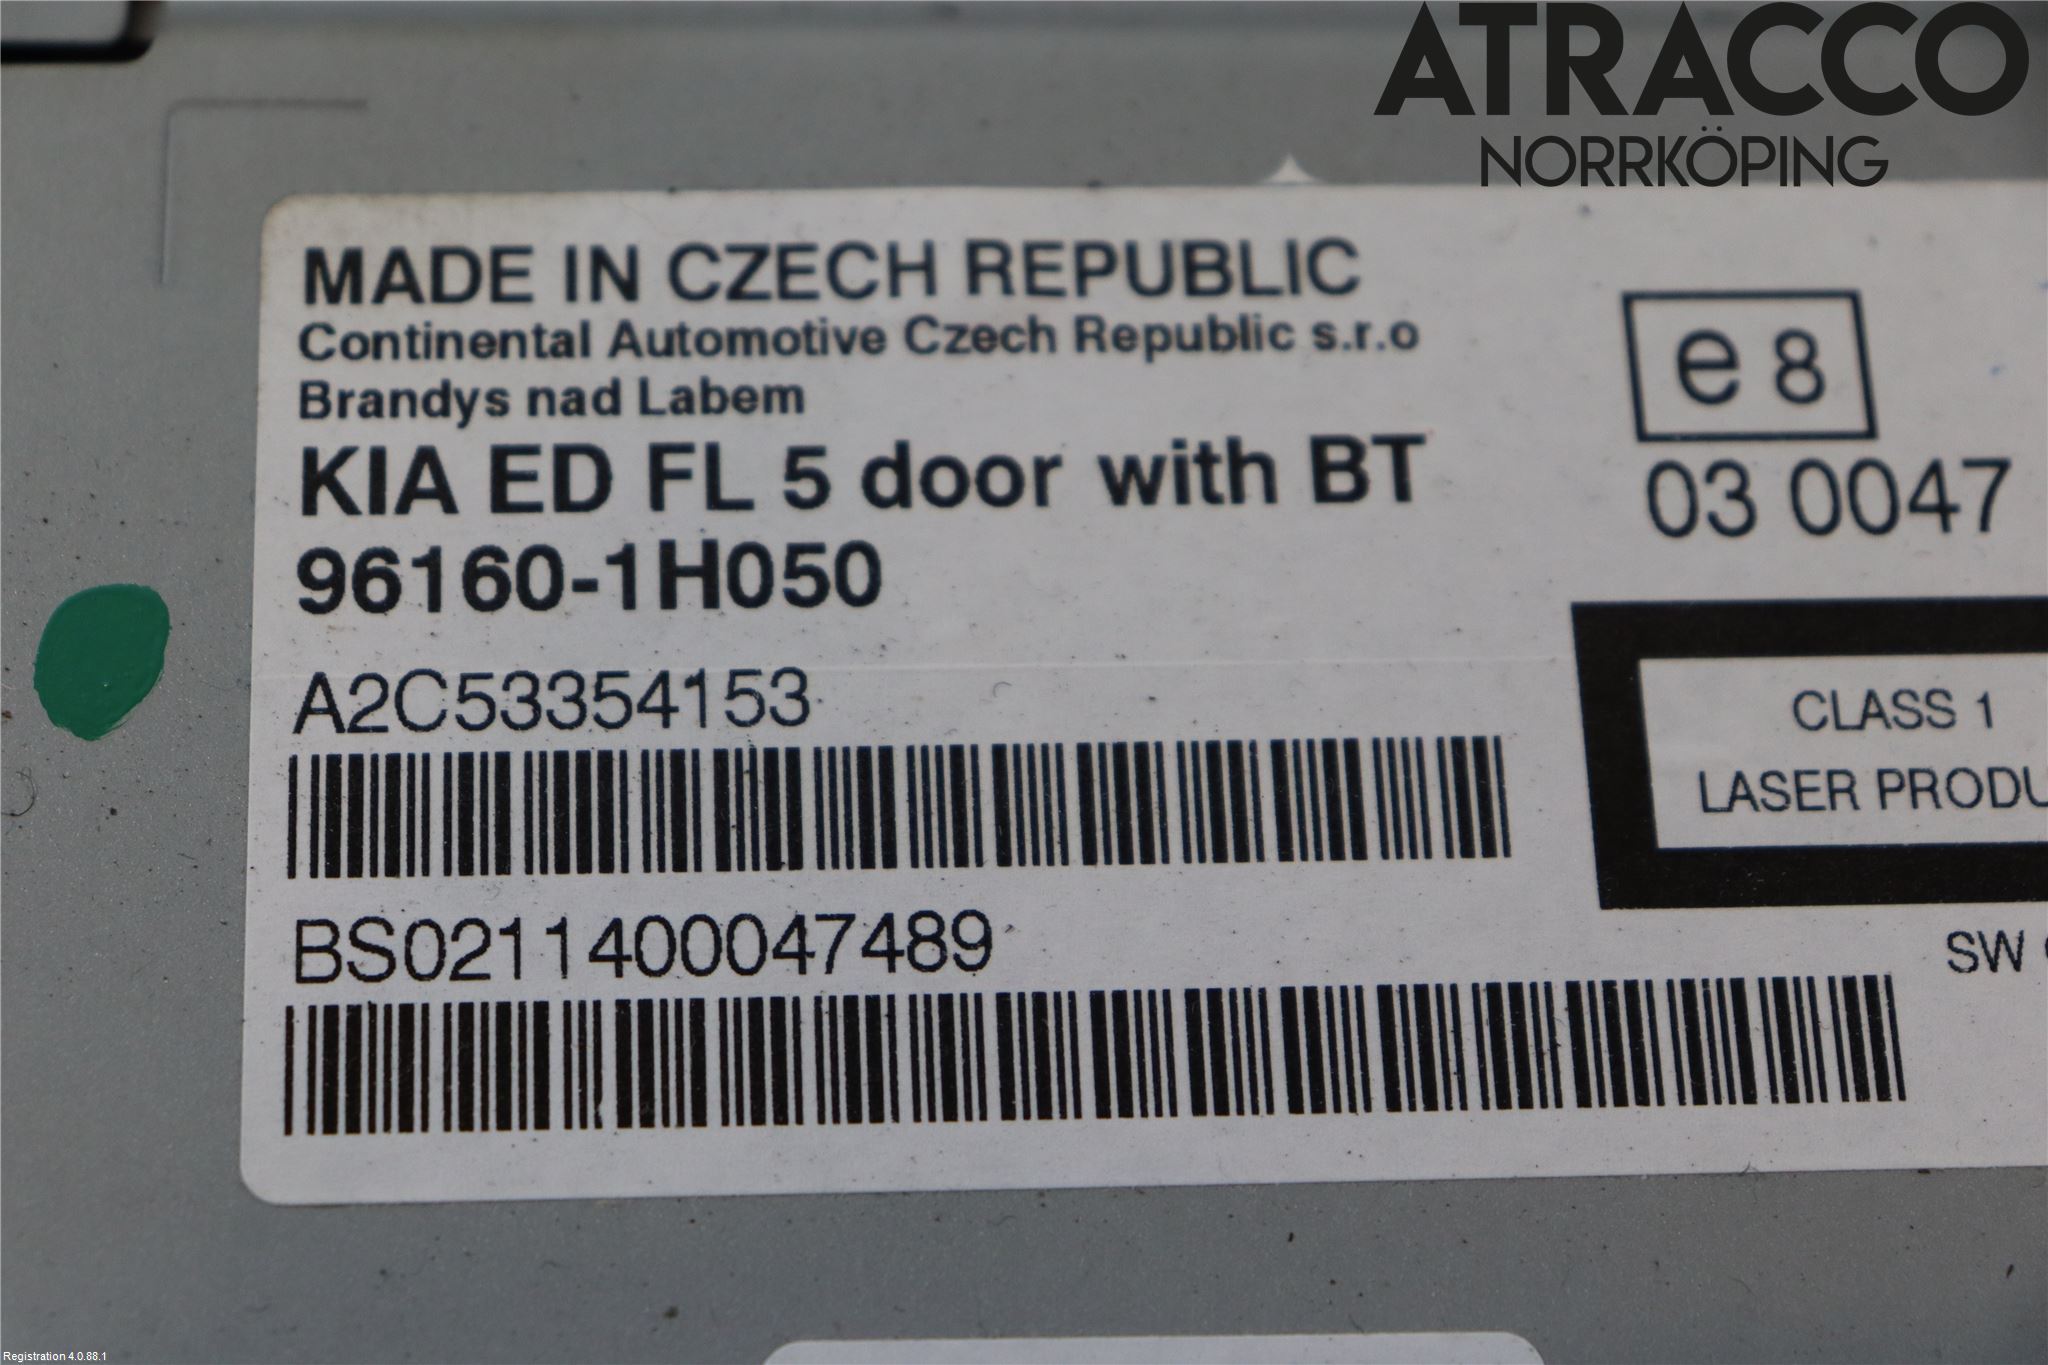 ATRACCO
NORRKÖPING
MADE IN CZECH REPUBLIC
Continental Automotive Czech Republic s.r.o
Brandys nad Labem
KIA ED FL 5 door with BT
96160-1H050
e8
03 0047
A2C53354153
CLASS 1
LASER PRODU
BS0211400047489
SW
Registration 4.0.88.1